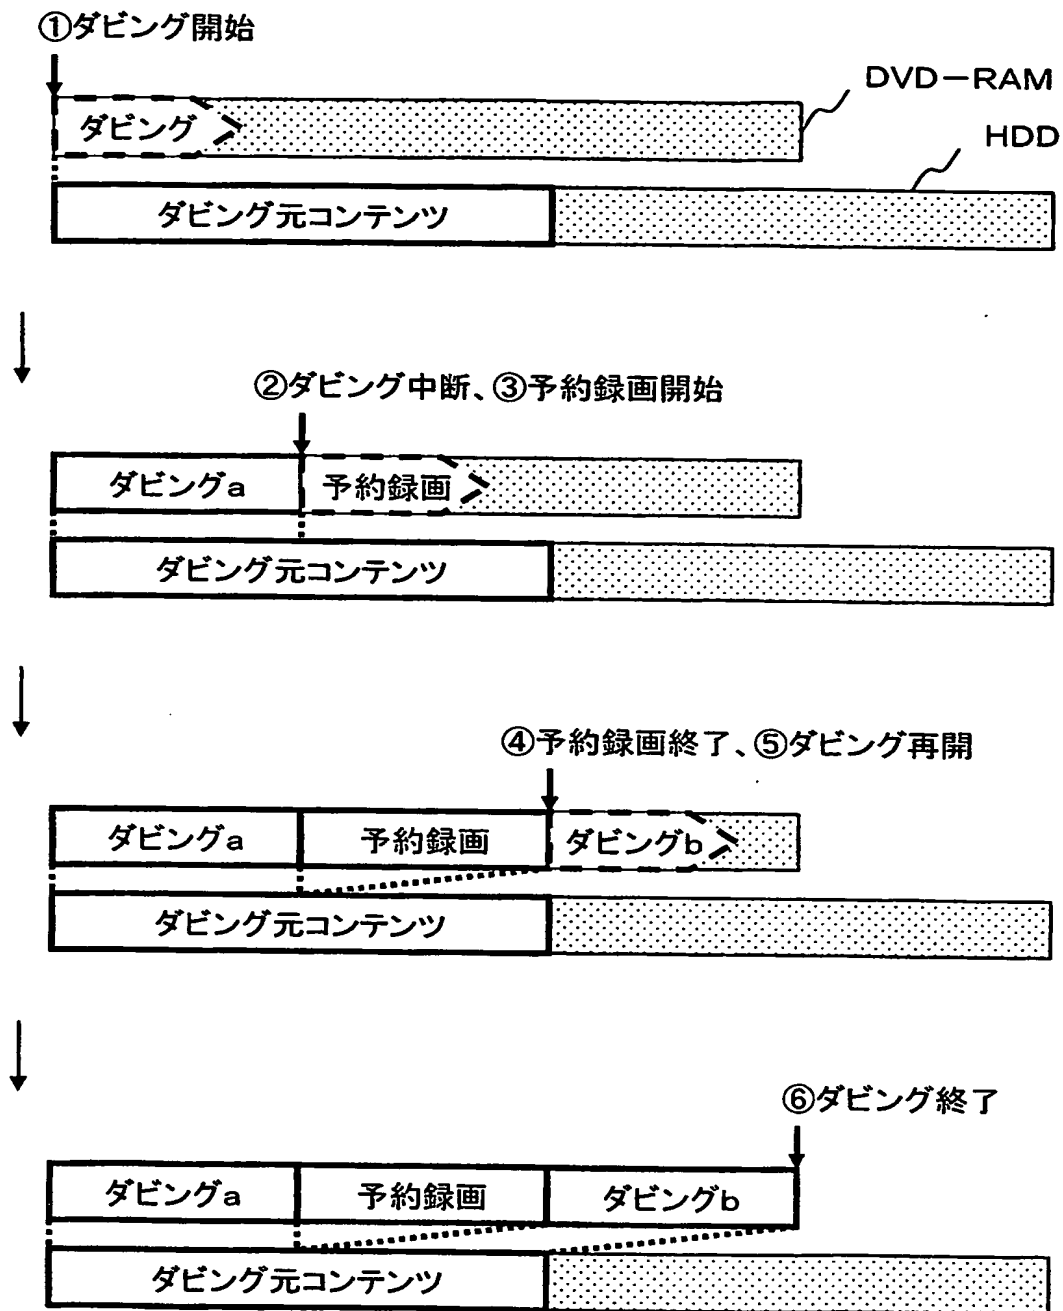 ①ダビング開始
DVD-RAM
ダビング
HDD
ダビング元コンテンツ
②ダビング中断、③予約録画開始
ダビングa 予約録画
ダビング元コンテンツ
④予約録画終了、⑤ダビング再開
ダビングa 予約録画 ダビングb
ダビング元コンテンツ
⑥ダビング終了
ダビングa 予約録画 ダビングb
ダビング元コンテンツ